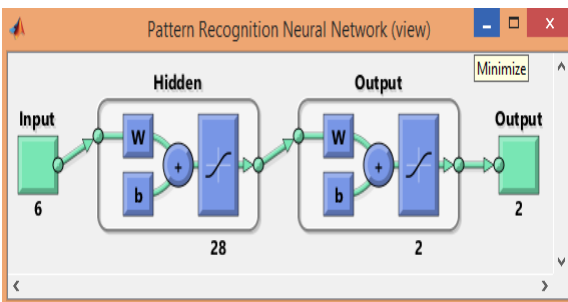 Pattern Recognition Neural Network (view)
Minimize
Hidden
Output
Input
Output
W
b
+
W
b
+
6
2
28
2